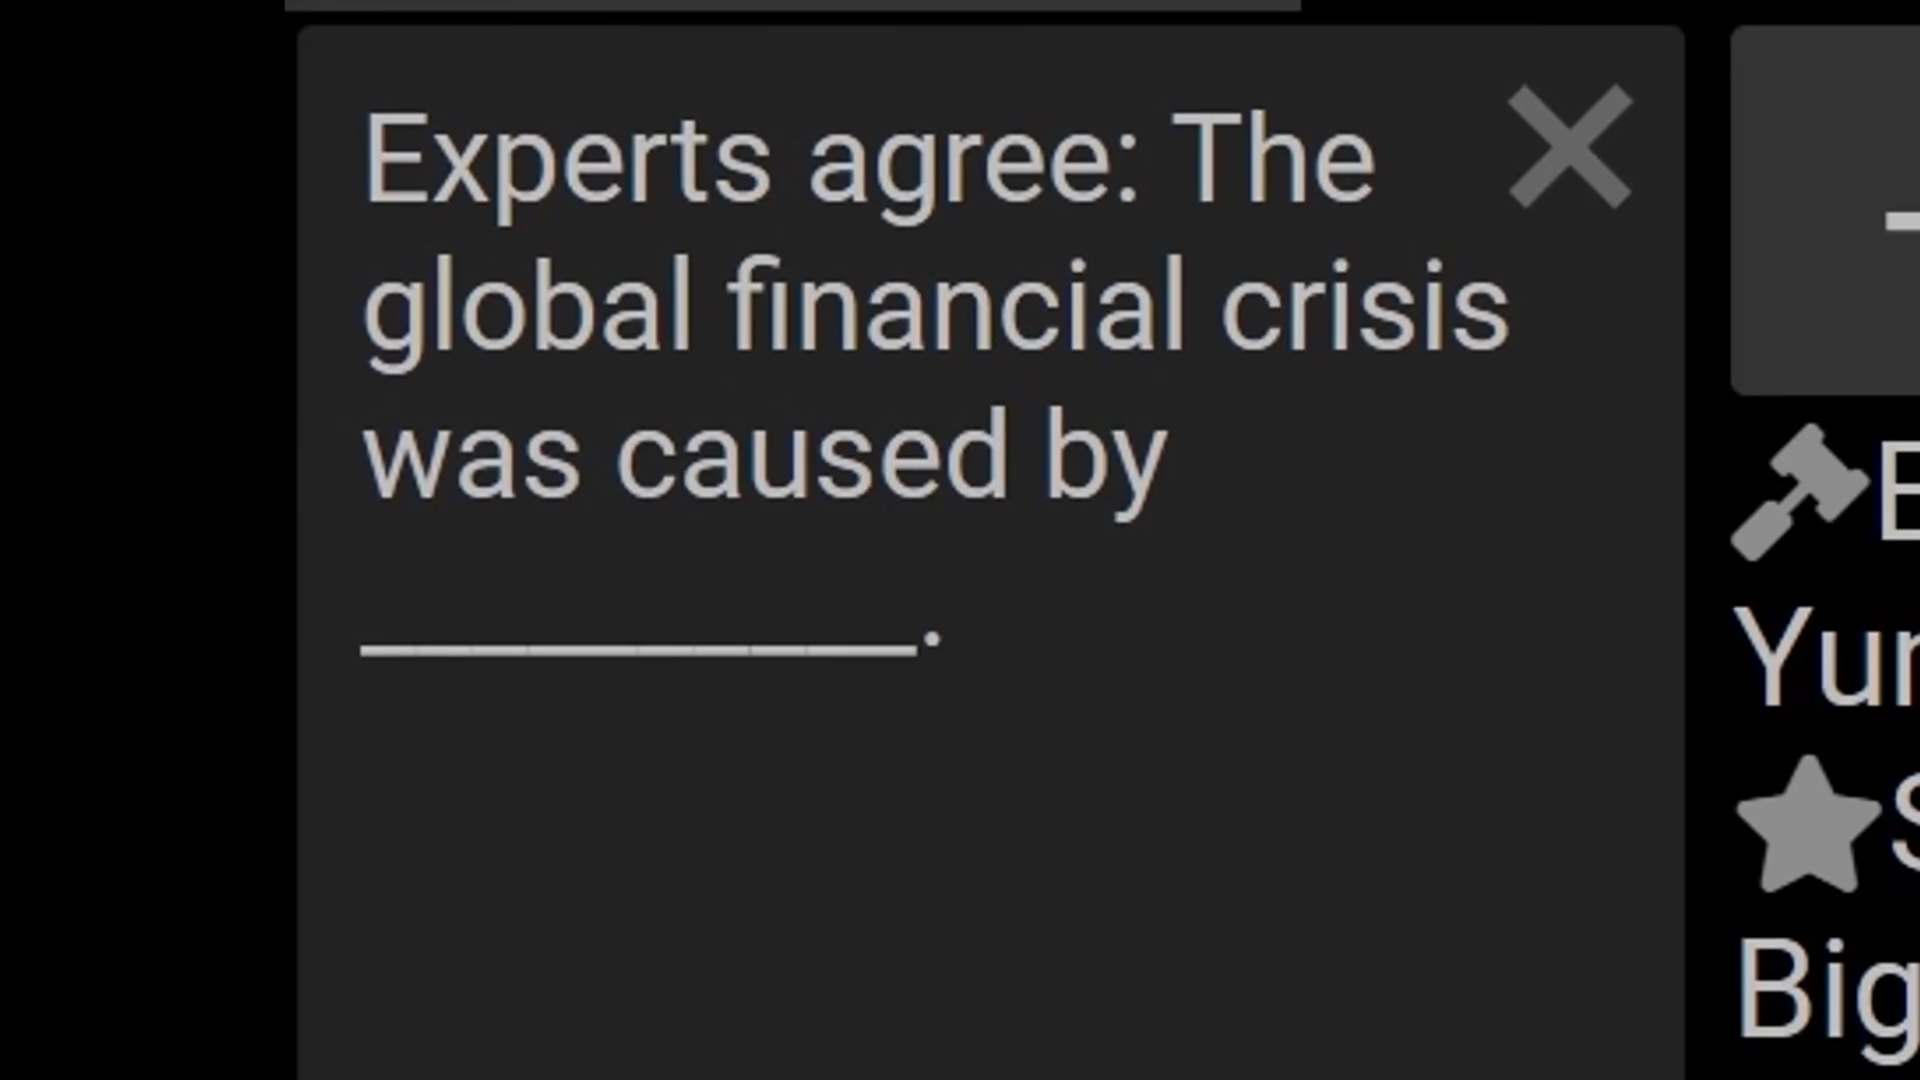 Experts agree: The
global financial crisis
was caused by
__________.